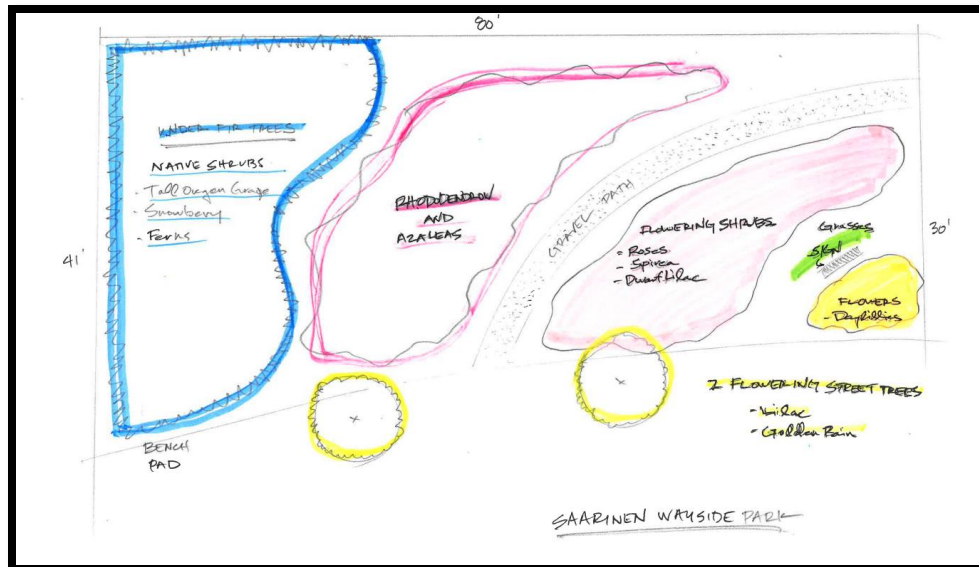 80'
UNDER FIR TREES
NATIVE SHRUBS
- Tall Oregon Grape
- Snowberry
- Ferns
41'
RHODODENDRON
AND
AZALEAS
GRAVEL PATH
FLOWERING SHRUBS
- Roses
- Spirea
- Dwarf Lilac
Grasses
SIGN
30'
FLOWERS
- Daylillies
2 FLOWERING STREET TREES
- Lilac
- Golden Rain
BENCH
PAD
SAARINEN WAYSIDE PARK